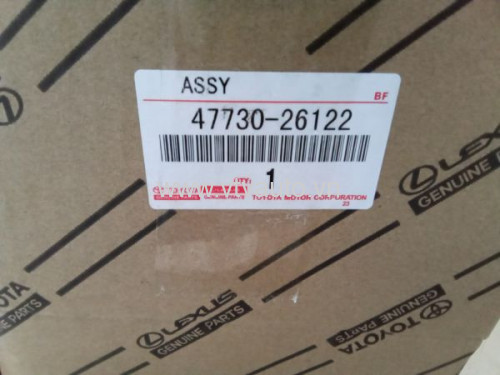 ASSY
BF
47730-26122
1
GENUINE PARTS
TOYOTA MOTOR CORPORATION
LEXUS
GENUINE PARTS
OYOTA
LEXUS
GENUINE PARTS
TOYOTA
GENUINE PARTS